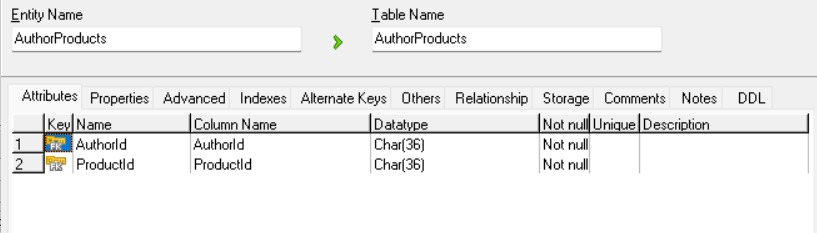 Entity Name Table Name
AuthorProducts AuthorProducts
Attributes Properties Advanced Indexes Alternate Keys Others Relationship Storage Comments Notes DDL
Key Name Column Name Datatype Not null Unique Description
1 FK AuthorId AuthorId Char(36) Not null
2 FK ProductId ProductId Char(36) Not null